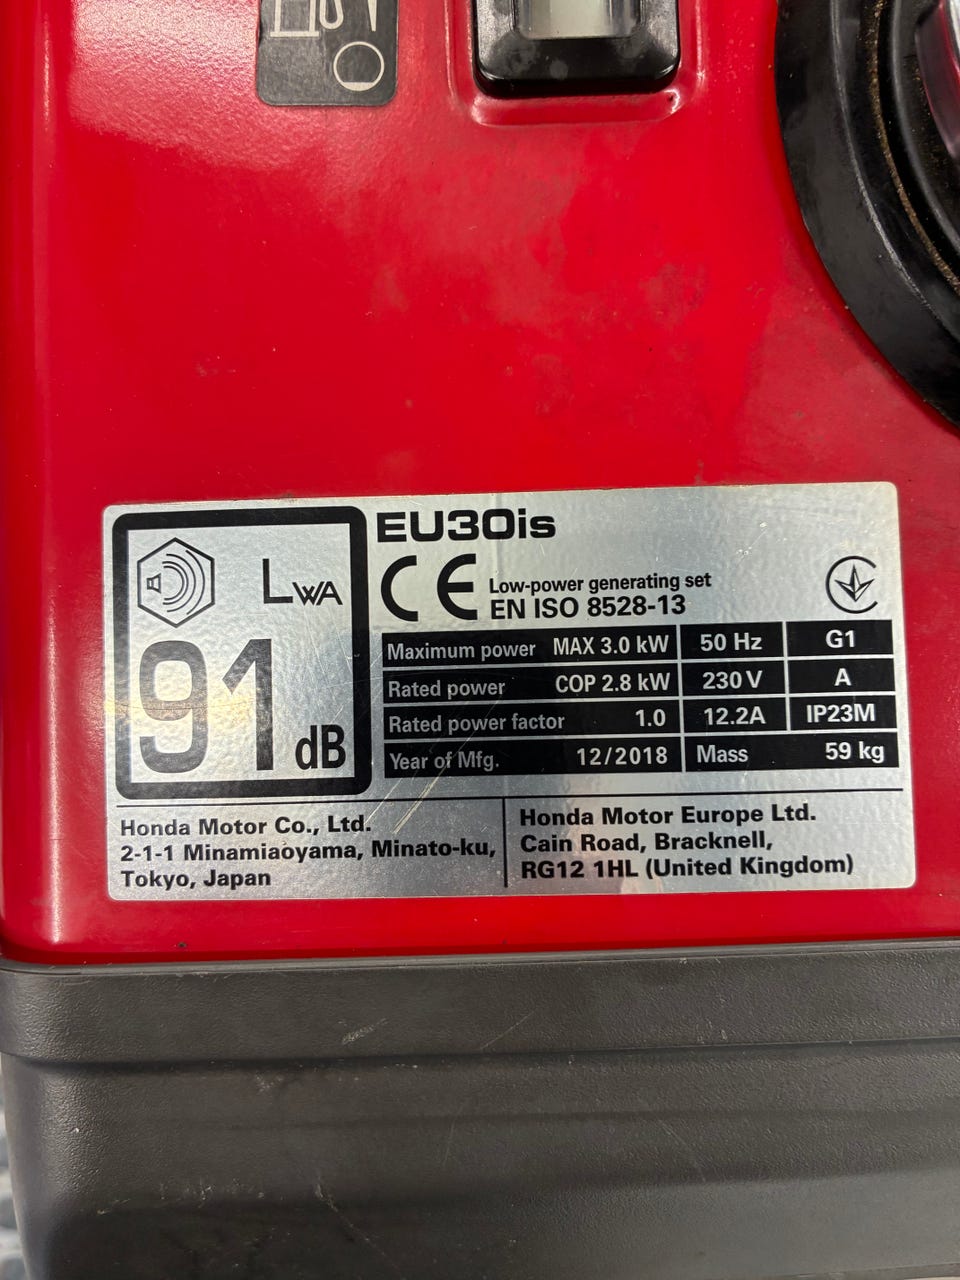 EU30is
LWA
91 dB
CE Low-power generating set
EN ISO 8528-13
Maximum power MAX 3.0 kW 50 Hz G1
Rated power COP 2.8 kW 230 V A
Rated power factor 1.0 12.2A IP23M
Year of Mfg. 12/2018 Mass 59 kg
Honda Motor Co., Ltd.
2-1-1 Minamiaoyama, Minato-ku,
Tokyo, Japan
Honda Motor Europe Ltd.
Cain Road, Bracknell,
RG12 1HL (United Kingdom)